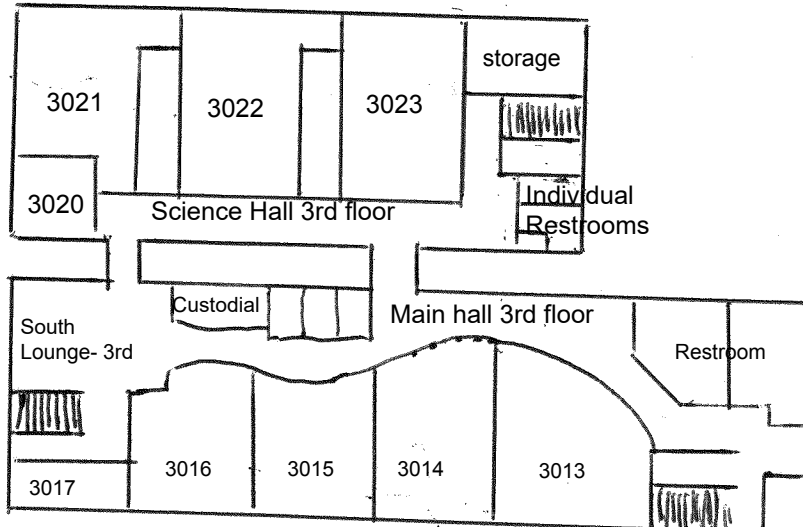 storage
3021
3022
3023
3020
Individual
Restrooms
Science Hall 3rd floor
Custodial
Main hall 3rd floor
South
Lounge- 3rd
Restroom
3016
3015
3014
3013
3017